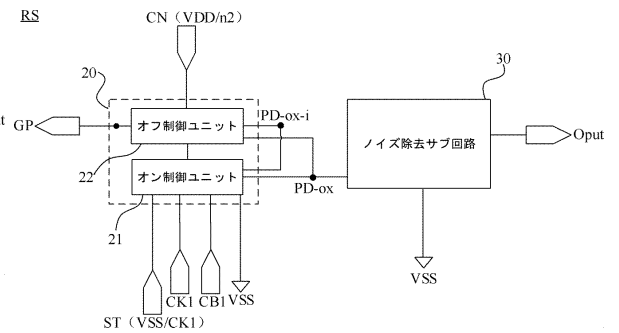 RS
CN（VDD/n2）
20
30
t
GP
オフ制御ユニット
PD-ox-i
ノイズ除去サブ回路
Oput
22
オン制御ユニット
PD-ox
21
CK1
CB1
VSS
VSS
ST（VSS/CK1）